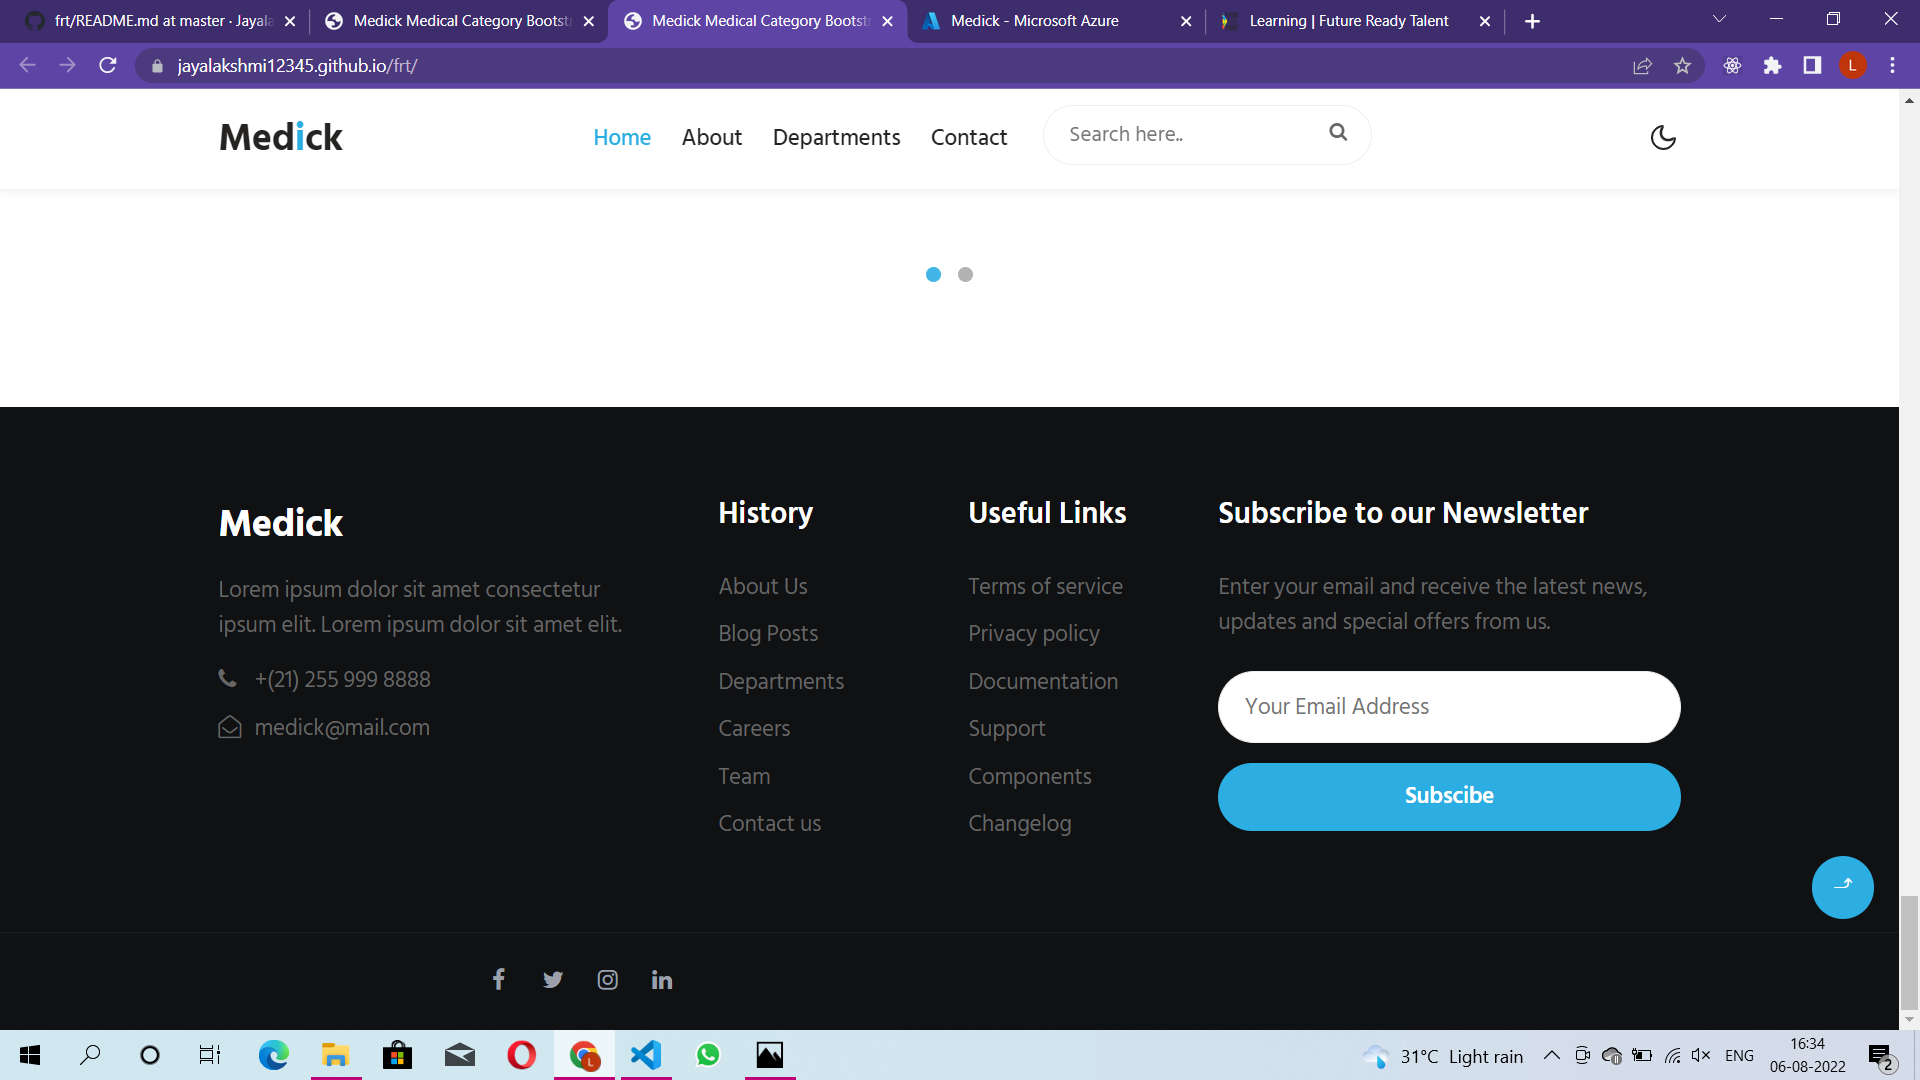 frt/README.md at master · Jayala
Medick Medical Category Bootst
Medick Medical Category Bootst
Medick - Microsoft Azure
Learning | Future Ready Talent
jayalakshmi12345.github.io/frt/
L
Medick
Home
About
Departments
Contact
Search here..
Medick
Lorem ipsum dolor sit amet consectetur
ipsum elit. Lorem ipsum dolor sit amet elit.
+(21) 255 999 8888
medick@mail.com
History
About Us
Blog Posts
Departments
Careers
Team
Contact us
Useful Links
Terms of service
Privacy policy
Documentation
Support
Components
Changelog
Subscribe to our Newsletter
Enter your email and receive the latest news,
updates and special offers from us.
Your Email Address
Subscibe
L
31°C Light rain
ENG
16:34
06-08-2022
2